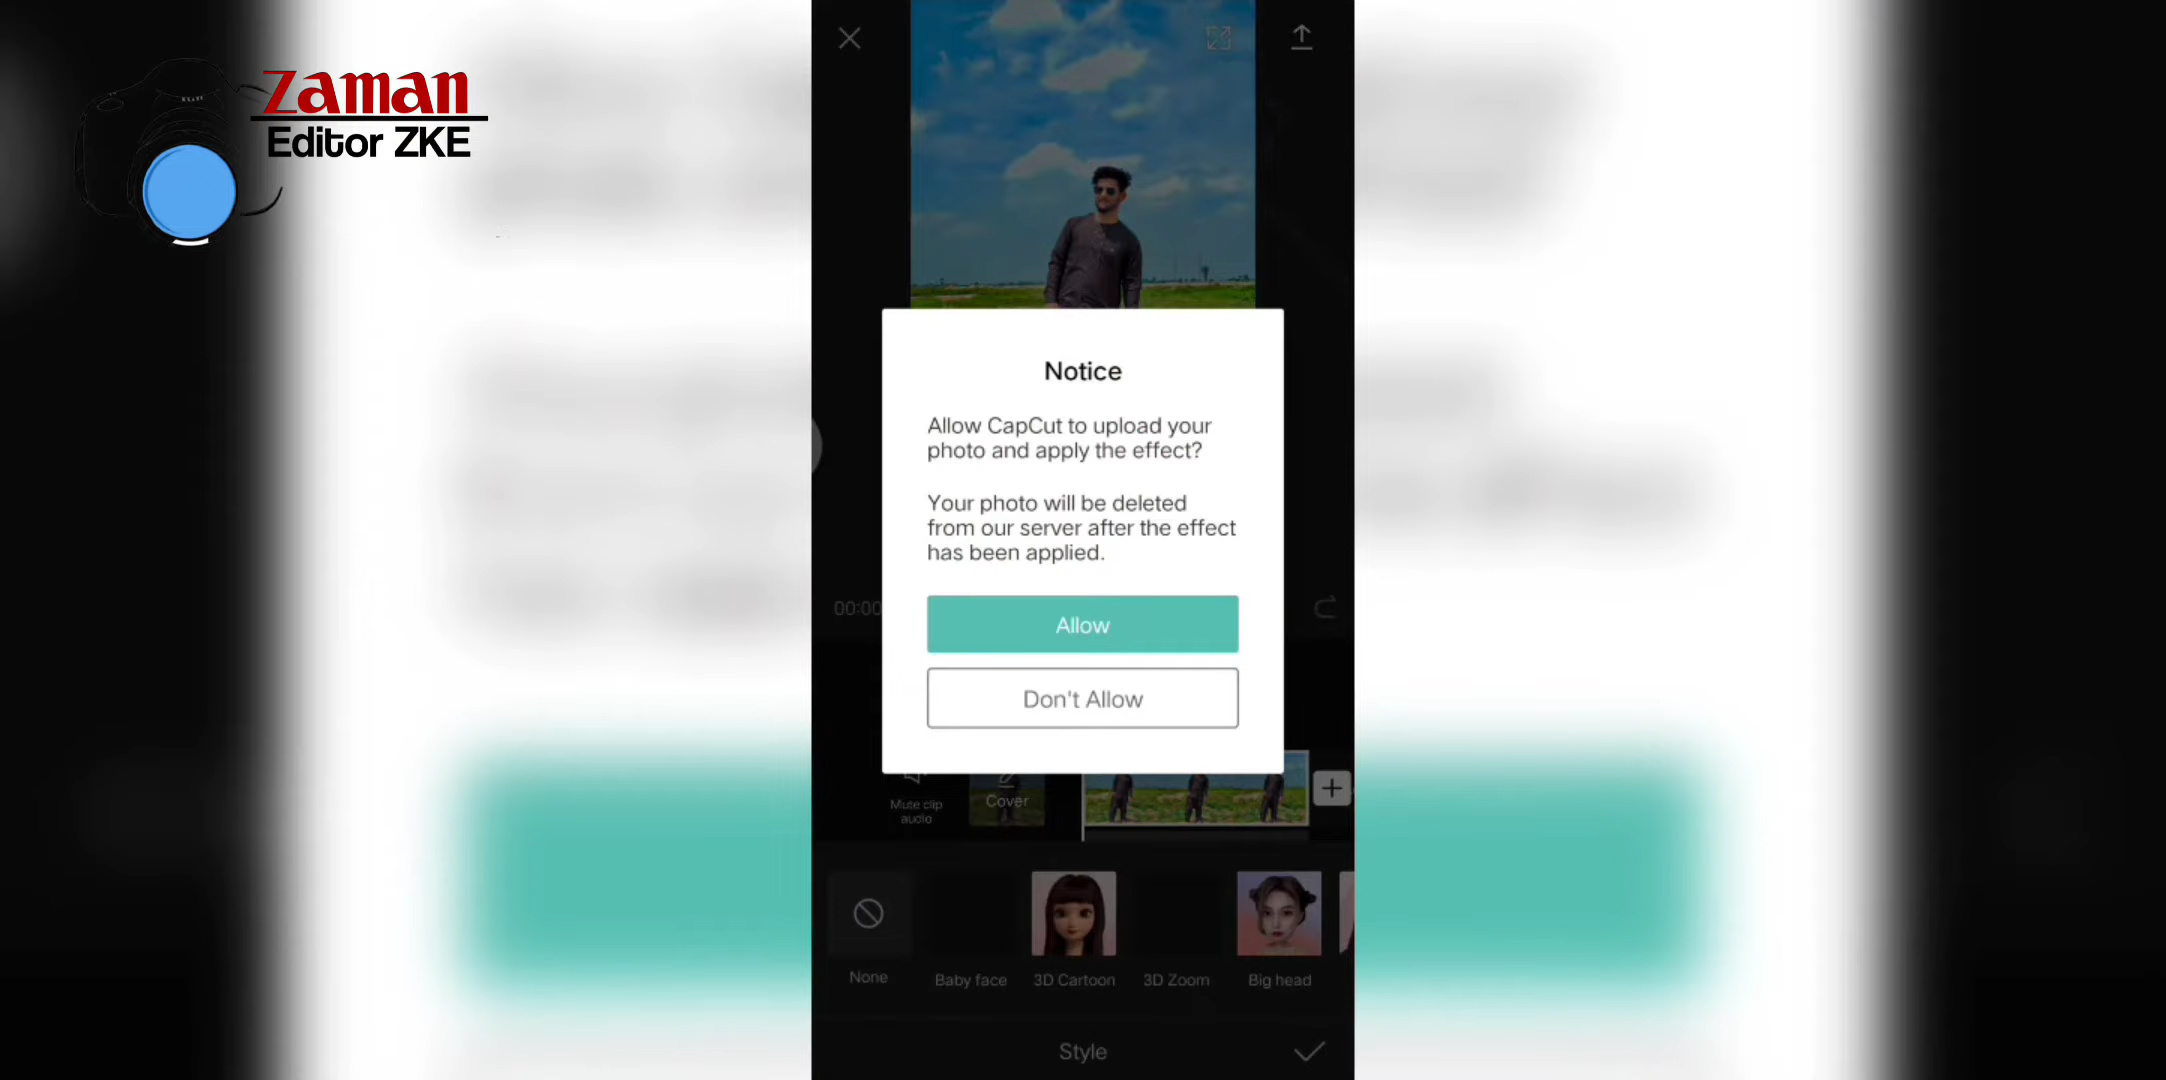 Zaman
Editor ZKE
Notice
Allow CapCut to upload your
photo and apply the effect?
Your photo will be deleted
from our server after the effect
has been applied.
00:00
Allow
Don't Allow
Mute clip
audio
Cover
None
Baby face
3D Cartoon
3D Zoom
Big head
Style